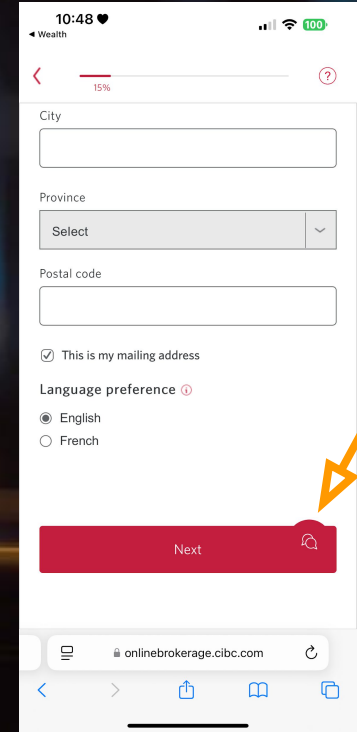 10:48
◀ Wealth
100
15%
?
City
Province
Select
Postal code
This is my mailing address
Language preference i
English
French
Next
onlinebrokerage.cibc.com